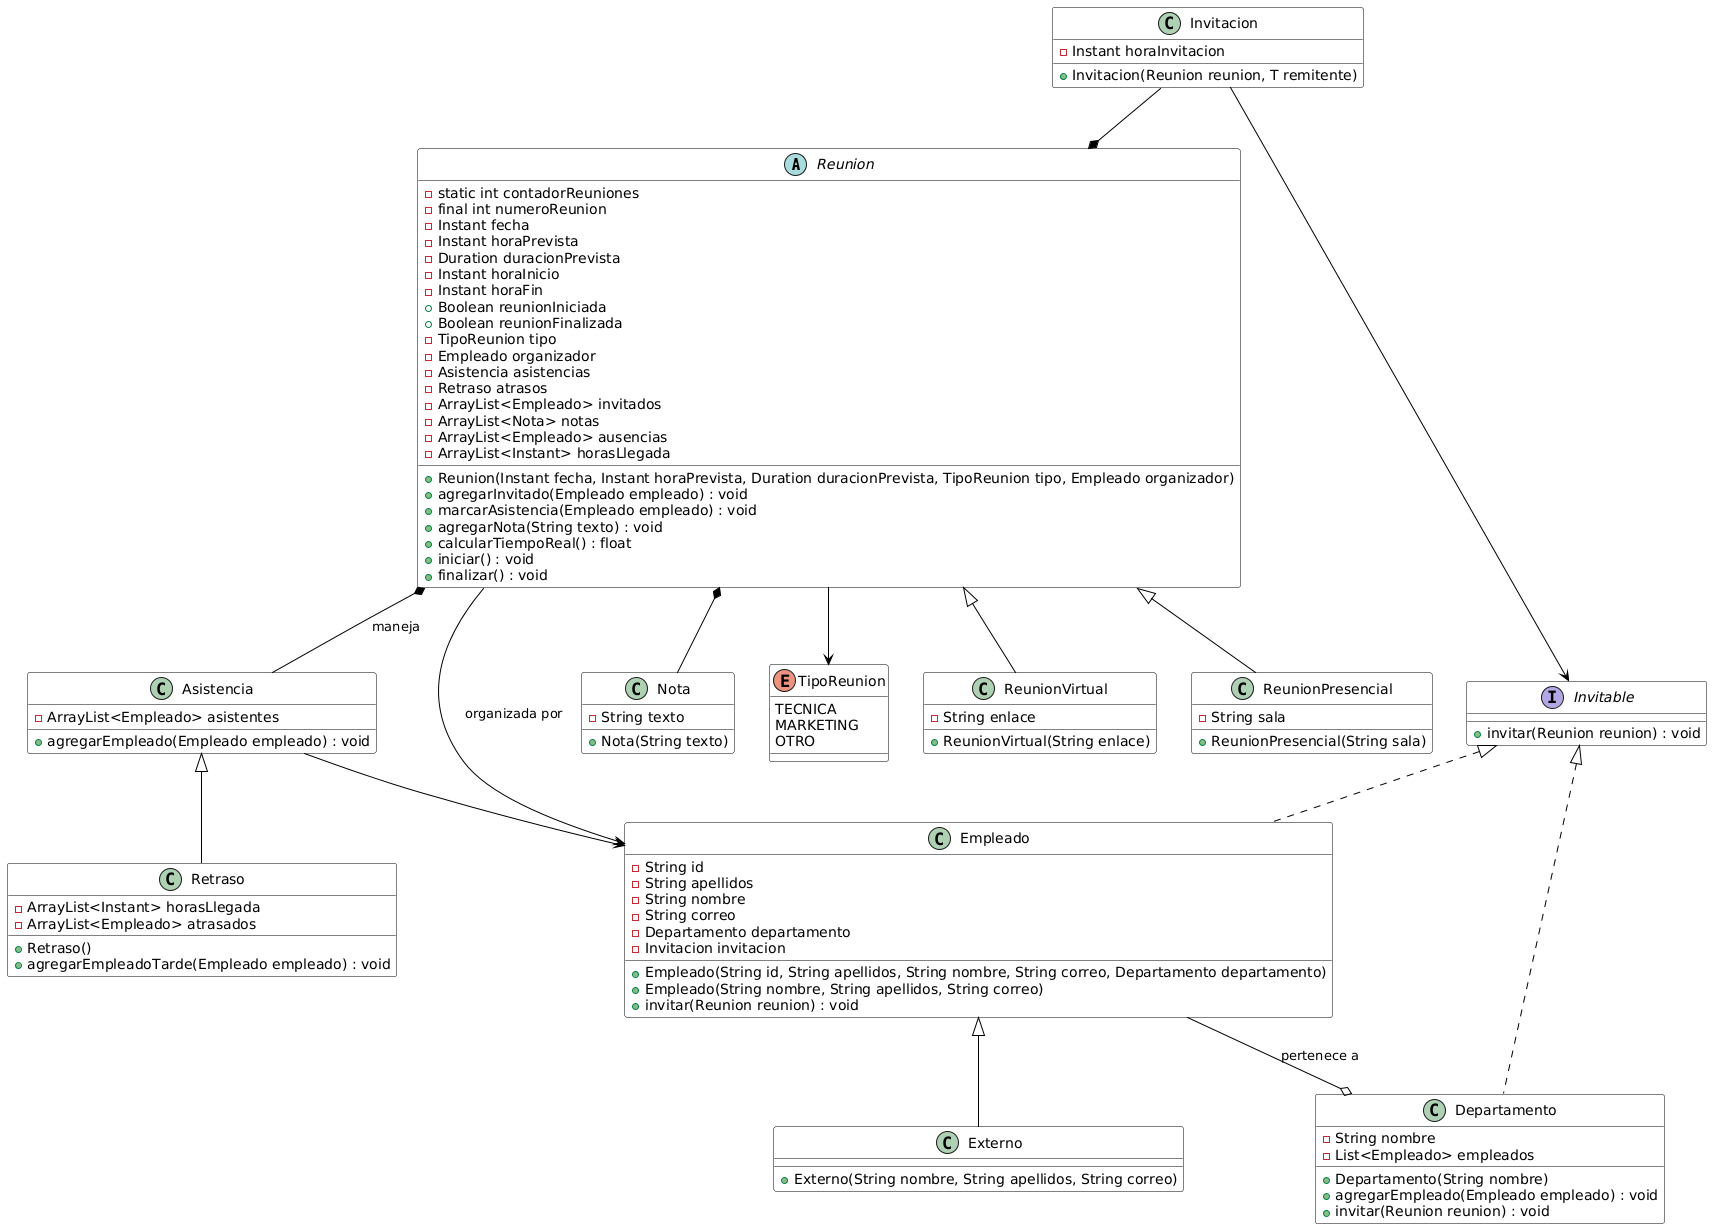 C Invitacion
Instant horaInvitacion
Invitacion(Reunion reunion, T remitente)
A Reunion
static int contadorReuniones
final int numeroReunion
Instant fecha
Instant horaPrevista
Duration duracionPrevista
Instant horaInicio
Instant horaFin
Boolean reunionIniciada
Boolean reunionFinalizada
TipoReunion tipo
Empleado organizador
Asistencia asistencias
Retraso atrasos
ArrayList<Empleado> invitados
ArrayList<Nota> notas
ArrayList<Empleado> ausencias
ArrayList<Instant> horasLlegada
Reunion(Instant fecha, Instant horaPrevista, Duration duracionPrevista, TipoReunion tipo, Empleado organizador)
agregarInvitado(Empleado empleado) : void
marcarAsistencia(Empleado empleado) : void
agregarNota(String texto) : void
calcularTiempoReal() : float
iniciar() : void
finalizar() : void
maneja
organizada por
C Asistencia
ArrayList<Empleado> asistentes
agregarEmpleado(Empleado empleado) : void
C Nota
String texto
Nota(String texto)
E TipoReunion
TECNICA
MARKETING
OTRO
C ReunionVirtual
String enlace
ReunionVirtual(String enlace)
C ReunionPresencial
String sala
ReunionPresencial(String sala)
I Invitable
invitar(Reunion reunion) : void
C Retraso
ArrayList<Instant> horasLlegada
ArrayList<Empleado> atrasados
Retraso()
agregarEmpleadoTarde(Empleado empleado) : void
C Empleado
String id
String apellidos
String nombre
String correo
Departamento departamento
Invitacion invitacion
Empleado(String id, String apellidos, String nombre, String correo, Departamento departamento)
Empleado(String nombre, String apellidos, String correo)
invitar(Reunion reunion) : void
pertenece a
C Externo
Externo(String nombre, String apellidos, String correo)
C Departamento
String nombre
List<Empleado> empleados
Departamento(String nombre)
agregarEmpleado(Empleado empleado) : void
invitar(Reunion reunion) : void